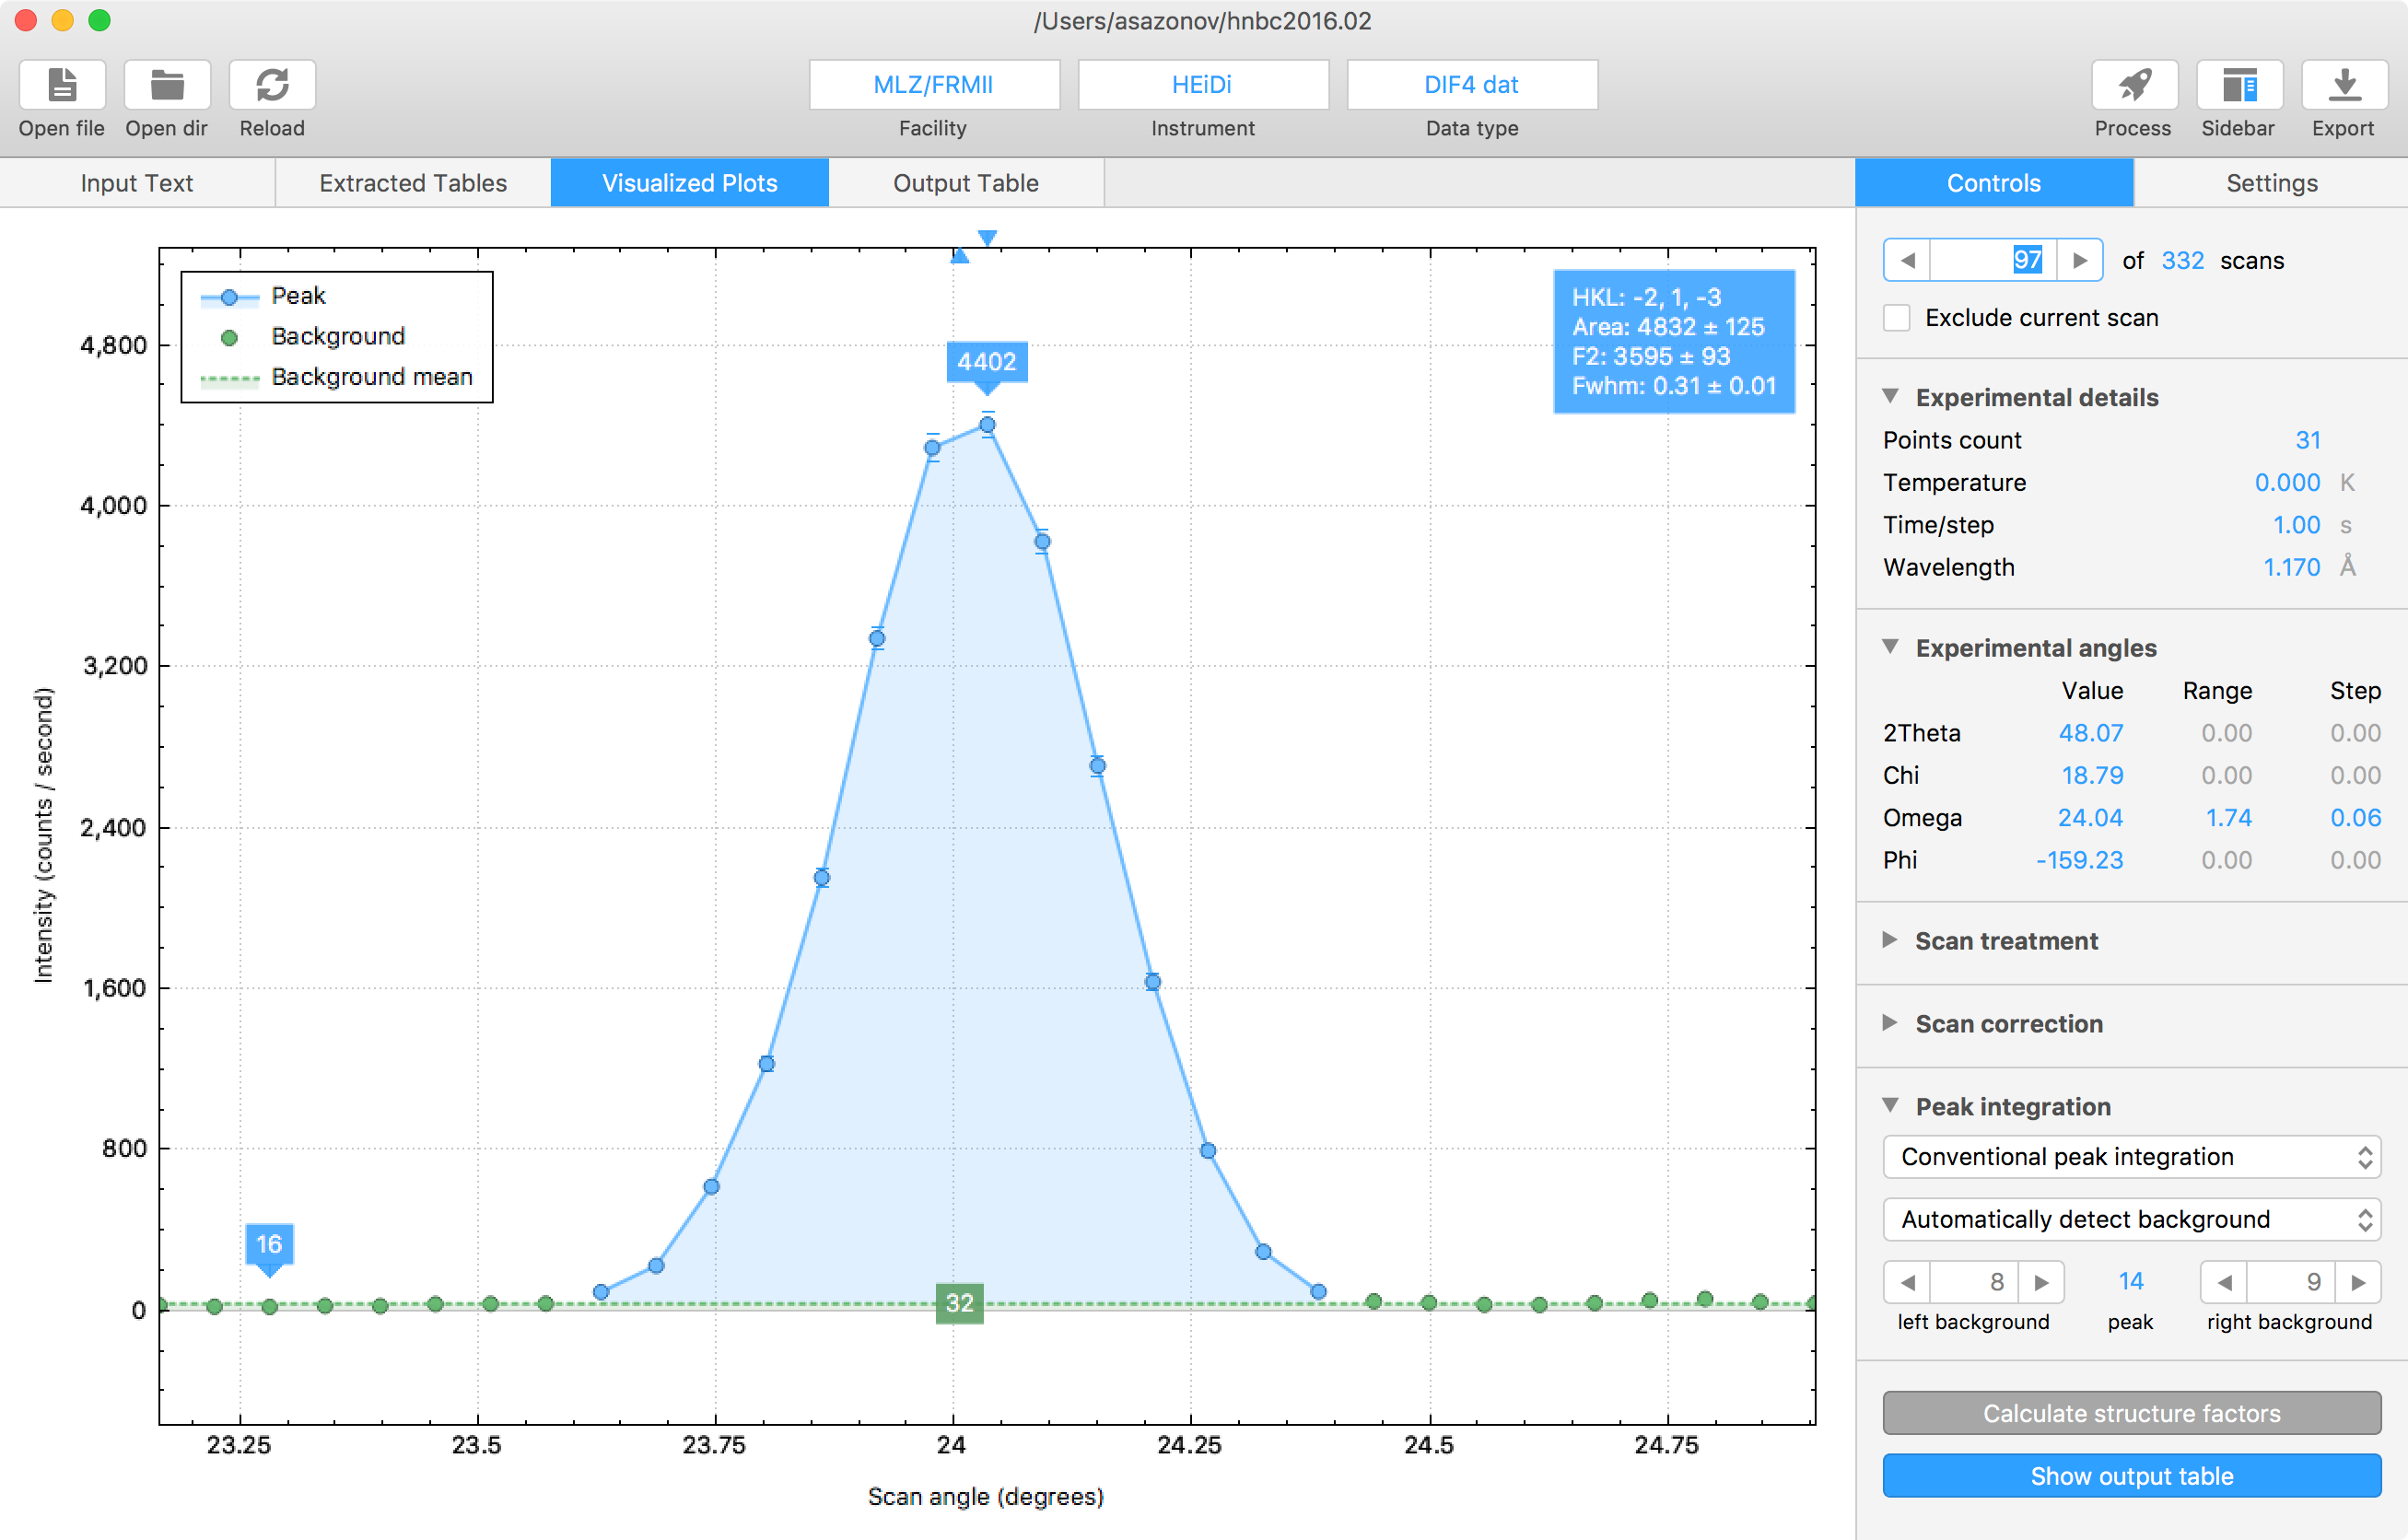 /Users/asazonov/hnbc2016.02
MLZ/FRMII HEiDi DIF4 dat
Open file Open dir Reload Facility Instrument Data type Process Sidebar Export
Input Text Extracted Tables Visualized Plots Output Table Controls Settings
Peak
Background
Background mean
HKL: -2, 1, -3
Area: 4832 ± 125
F2: 3595 ± 93
Fwhm: 0.31 ± 0.01
4402
16
32
4,800
4,000
3,200
2,400
1,600
800
0
Intensity (counts / second)
23.25 23.5 23.75 24 24.25 24.5 24.75
Scan angle (degrees)
97 of 332 scans
Exclude current scan
Experimental details
Points count 31
Temperature 0.000 K
Time/step 1.00 s
Wavelength 1.170 Å
Experimental angles
Value Range Step
2Theta 48.07 0.00 0.00
Chi 18.79 0.00 0.00
Omega 24.04 1.74 0.06
Phi -159.23 0.00 0.00
Scan treatment
Scan correction
Peak integration
Conventional peak integration
Automatically detect background
8 14 9
left background peak right background
Calculate structure factors
Show output table